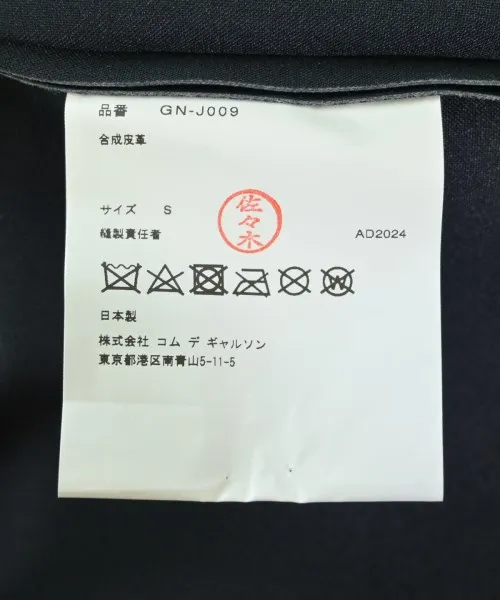 品番 GN-J009
合成皮革
サイズ S
佐々木
縫製責任者 AD2024
W
日本製
株式会社 コム デ ギャルソン
東京都港区南青山5-11-5